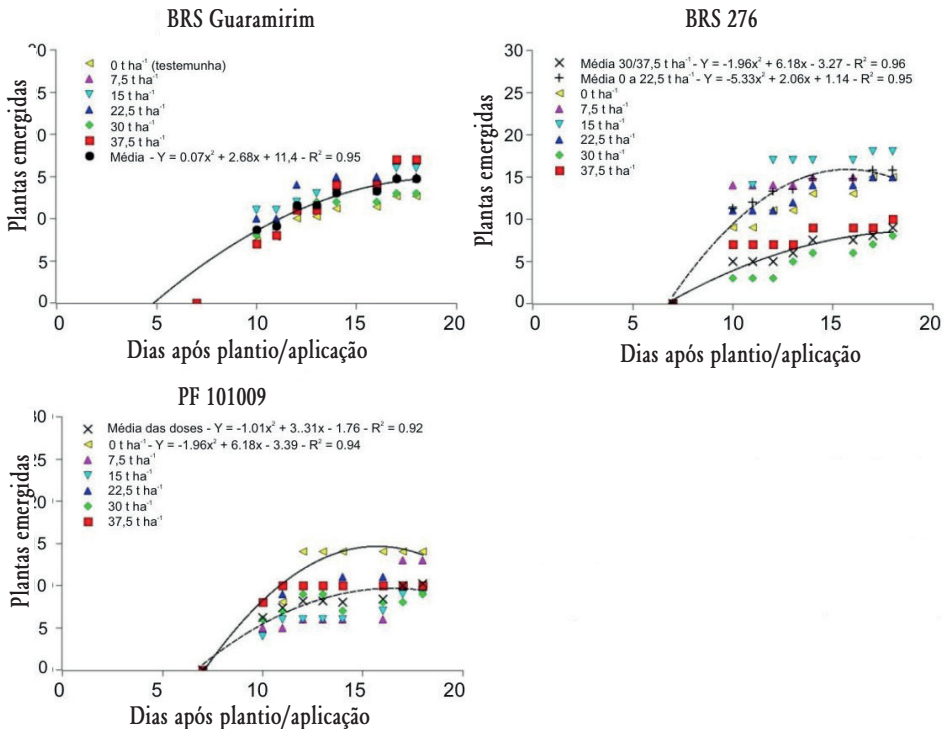 BRS Guaramirim
0
0 t ha⁻¹ (testemunha)
7,5 t ha⁻¹
15 t ha⁻¹
22,5 t ha⁻¹
30 t ha⁻¹
37,5 t ha⁻¹
Média - Y = 0.07x² + 2.68x + 11,4 - R² = 0.95
5
0
5
0
5
0
Plantas emergidas
0 5 10 15 20
Dias após plantio/aplicação
BRS 276
30
Média 30/37,5 t ha⁻¹ - Y = -1.96x² + 6.18x - 3.27 - R² = 0.96
Média 0 a 22,5 t ha⁻¹ - Y = -5.33x² + 2.06x + 1.14 - R² = 0.95
0 t ha⁻¹
7,5 t ha⁻¹
15 t ha⁻¹
22,5 t ha⁻¹
30 t ha⁻¹
37,5 t ha⁻¹
25
20
15
10
5
0
Plantas emergidas
0 5 10 15 20
Dias após plantio/aplicação
PF 101009
30
Média das doses - Y = -1.01x² + 3..31x - 1.76 - R² = 0.92
0 t ha⁻¹ - Y = -1.96x² + 6.18x - 3.39 - R² = 0.94
7,5 t ha⁻¹
15 t ha⁻¹
22,5 t ha⁻¹
30 t ha⁻¹
37,5 t ha⁻¹
5
0
5
0
5
0
Plantas emergidas
0 5 10 15 20
Dias após plantio/aplicação